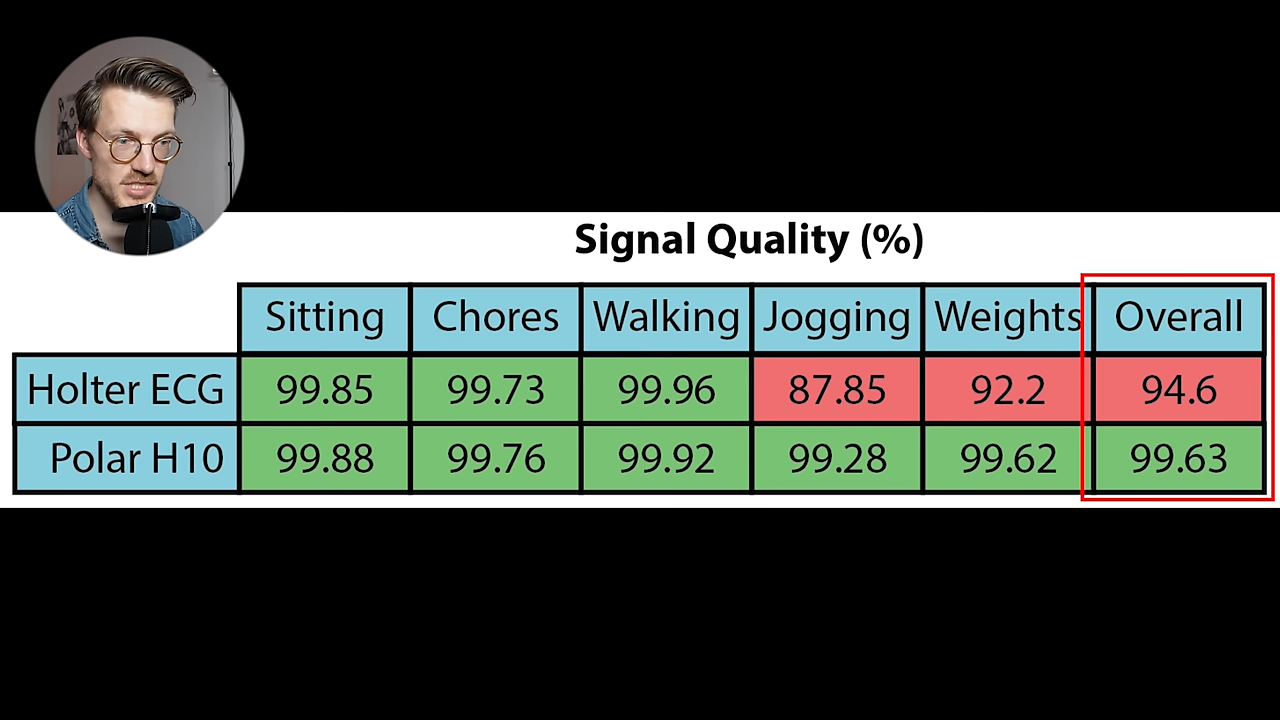 Signal Quality (%)
Sitting Chores Walking Jogging Weights Overall
Holter ECG 99.85 99.73 99.96 87.85 92.2 94.6
Polar H10 99.88 99.76 99.92 99.28 99.62 99.63